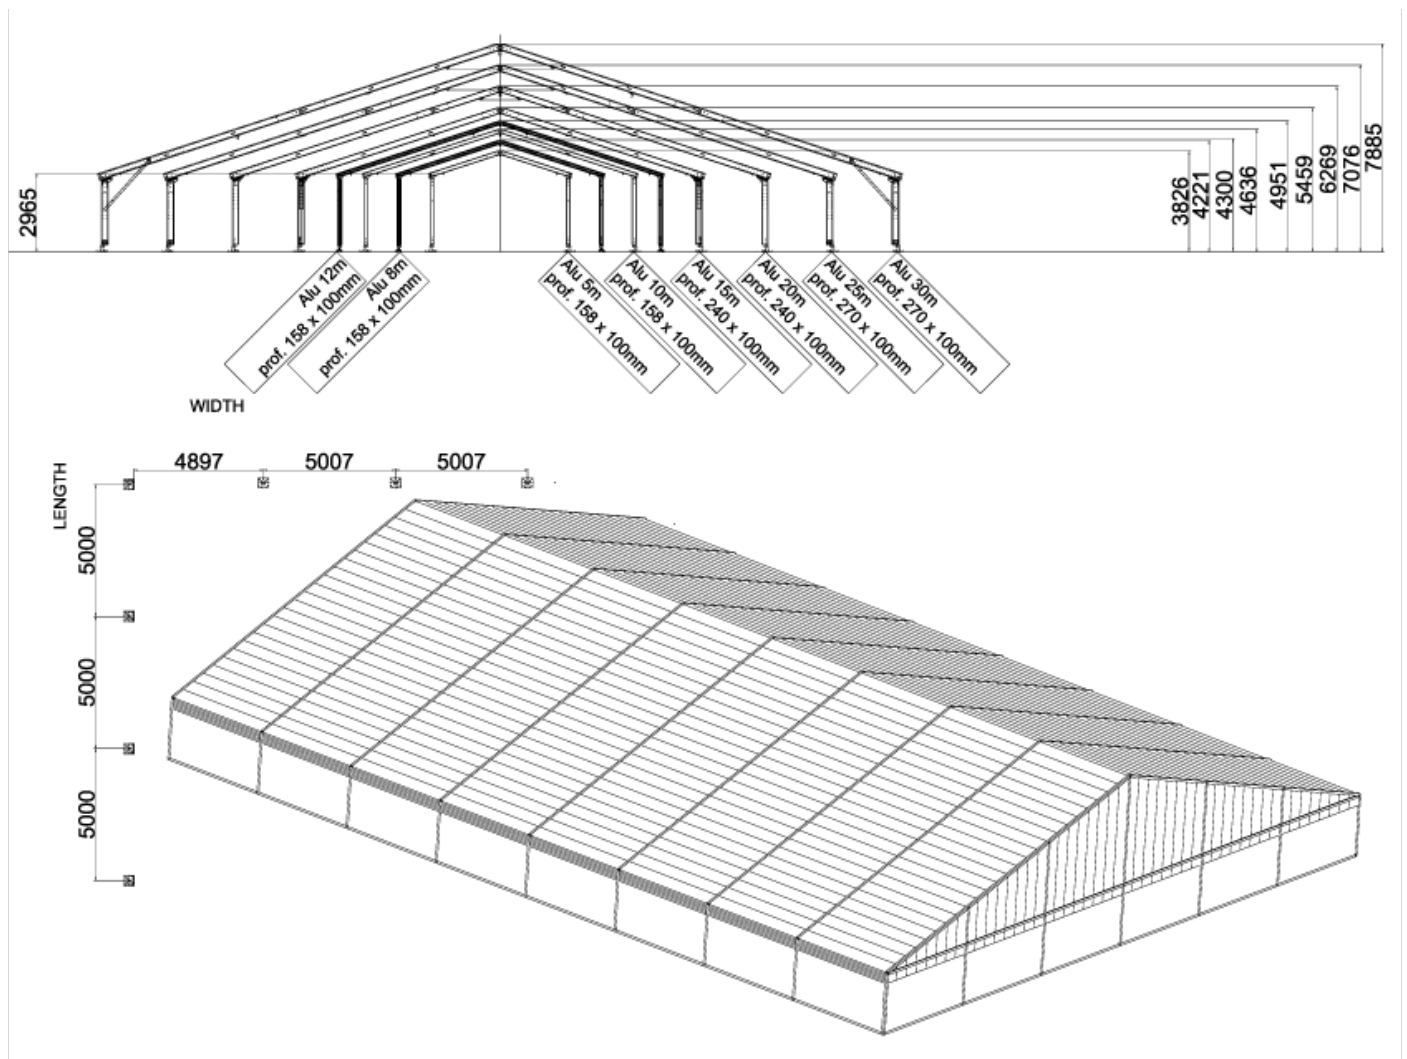 2965
3826
4221
4300
4636
4951
5459
6269
7076
7885
Alu 12m
prof. 158 x 100mm
Alu 8m
prof. 158 x 100mm
Alu 5m
prof. 158 x 100mm
Alu 10m
prof. 158 x 100mm
Alu 15m
prof. 240 x 100mm
Alu 20m
prof. 240 x 100mm
Alu 25m
prof. 270 x 100mm
Alu 30m
prof. 270 x 100mm
WIDTH
4897 5007 5007
LENGTH
5000
5000
5000